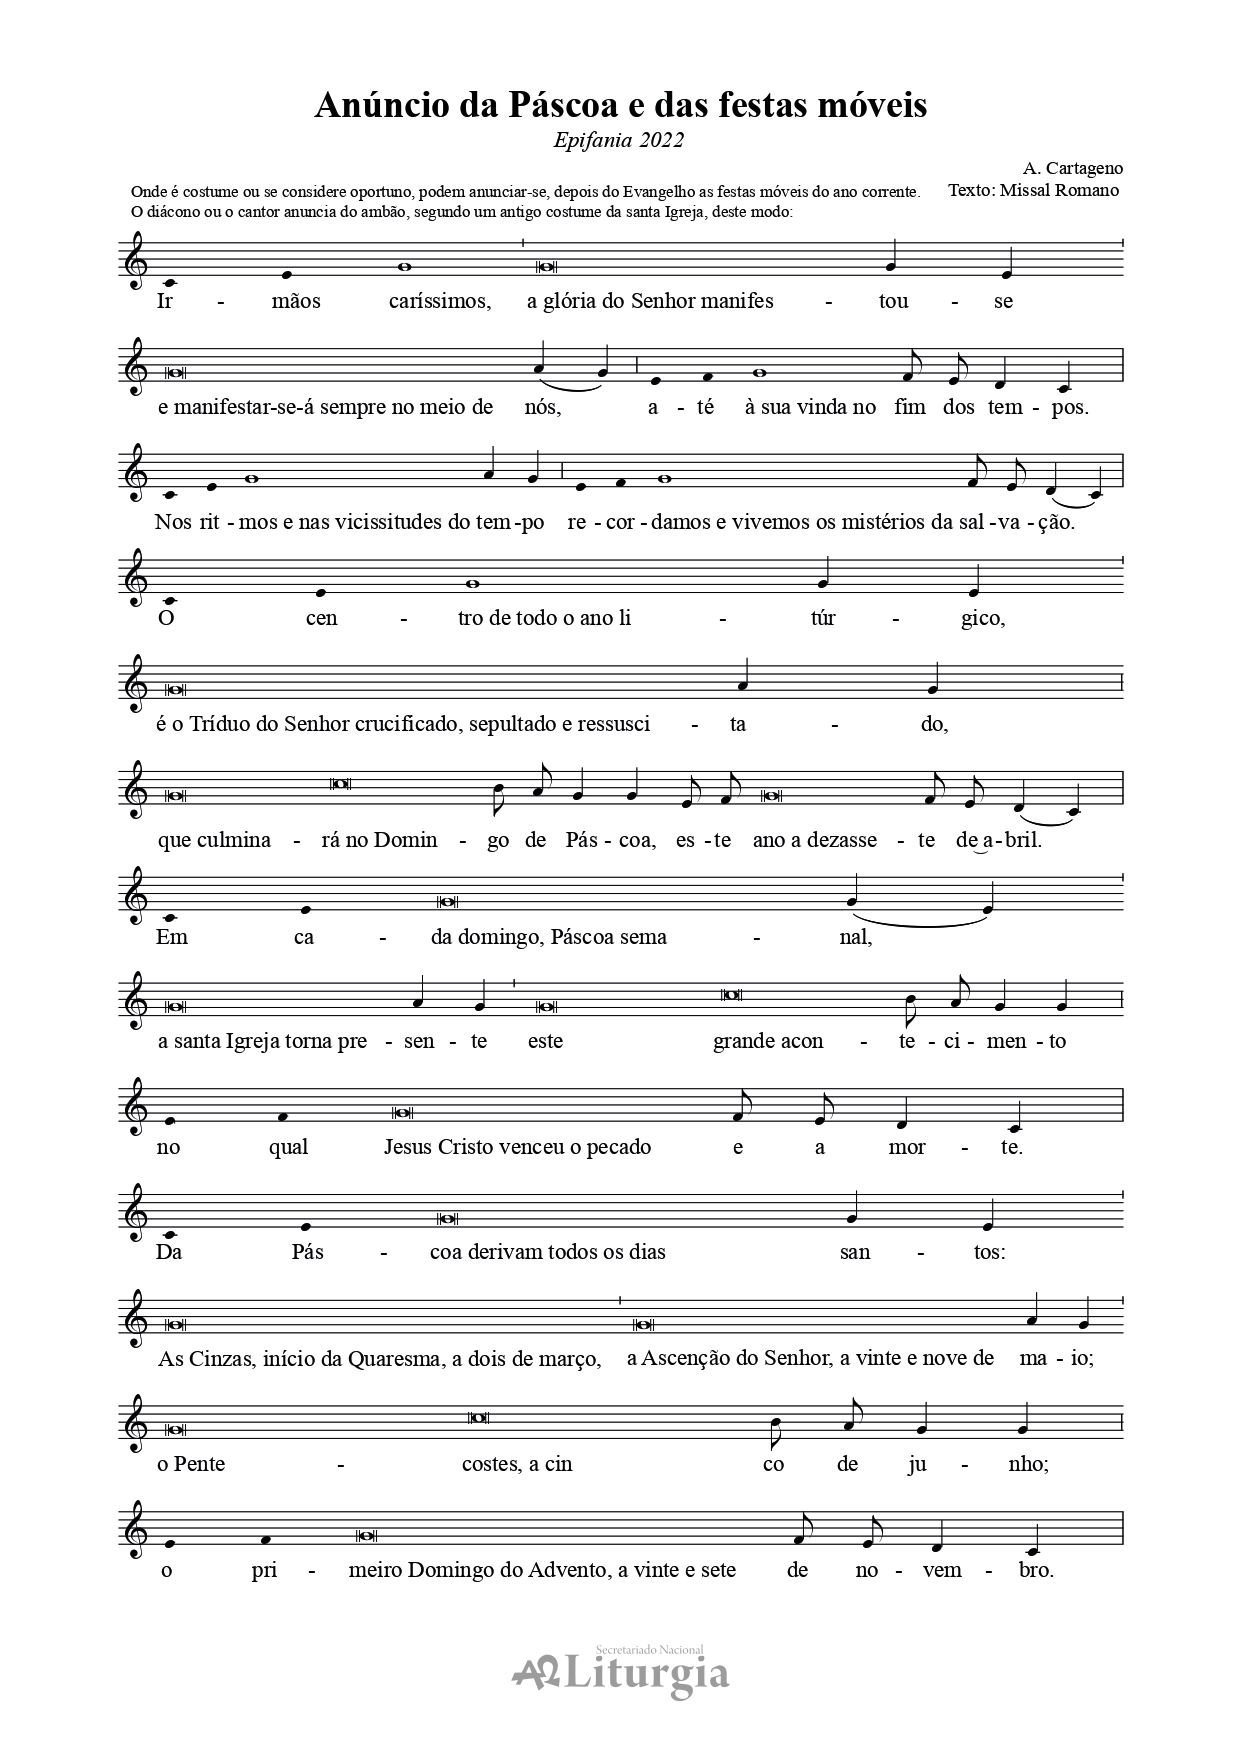 Anúncio da Páscoa e das festas móveis
Epifania 2022
A. Cartageno
Onde é costume ou se considere oportuno, podem anunciar-se, depois do Evangelho as festas móveis do ano corrente. Texto: Missal Romano
O diácono ou o cantor anuncia do ambão, segundo um antigo costume da santa Igreja, deste modo:
Ir - mãos caríssimos, a glória do Senhor manifes - tou - se
e manifestar-se-á sempre no meio de nós, a - té à sua vinda no fim dos tem - pos.
Nos rit - mos e nas vicissitudes do tem - po re - cor - damos e vivemos os mistérios da sal - va - ção.
O cen - tro de todo o ano li - túr - gico,
é o Tríduo do Senhor crucificado, sepultado e ressusci - ta - do,
que culmina - rá no Domin - go de Pás - coa, es - te ano a dezasse - te de a - bril.
Em ca - da domingo, Páscoa sema - nal,
a santa Igreja torna pre - sen - te este grande acon - te - ci - men - to
no qual Jesus Cristo venceu o pecado e a mor - te.
Da Pás - coa derivam todos os dias san - tos:
As Cinzas, início da Quaresma, a dois de março, a Ascenção do Senhor, a vinte e nove de ma - io;
o Pente - costes, a cin co de ju - nho;
o pri - meiro Domingo do Advento, a vinte e sete de no - vem - bro.
Secretariado Nacional
Liturgia